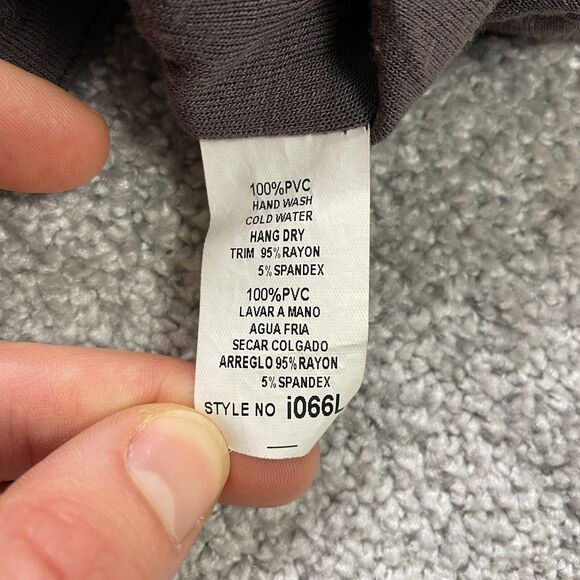 100%PVC
HAND WASH
COLD WATER
HANG DRY
TRIM 95%RAYON
5%SPANDEX
100%PVC
LAVAR A MANO
AGUA FRIA
SECAR COLGADO
ARREGLO 95%RAYON
5%SPANDEX
STYLE NO i066L